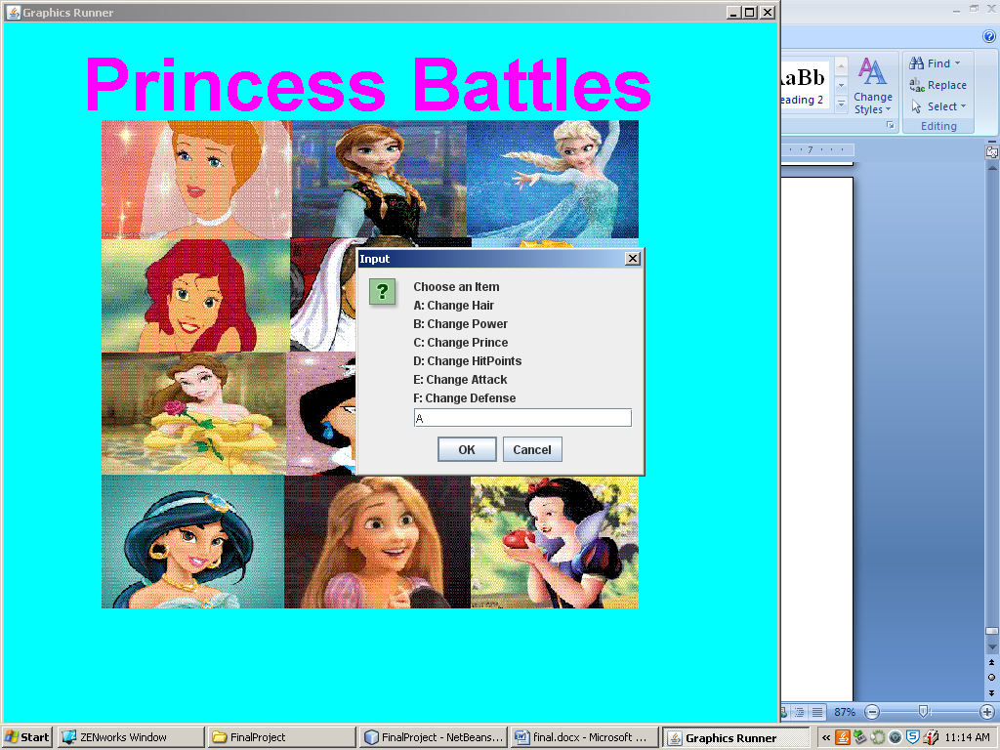 Graphics Runner
Princess Battles
Input
Choose an Item
A: Change Hair
B: Change Power
C: Change Prince
D: Change HitPoints
E: Change Attack
F: Change Defense
A
OK
Cancel
aBb
eading 2
Change
Styles
Find
Replace
Select
Editing
7
87%
Start
ZENworks Window
FinalProject
FinalProject - NetBeans...
final.docx - Microsoft ...
Graphics Runner
11:14 AM